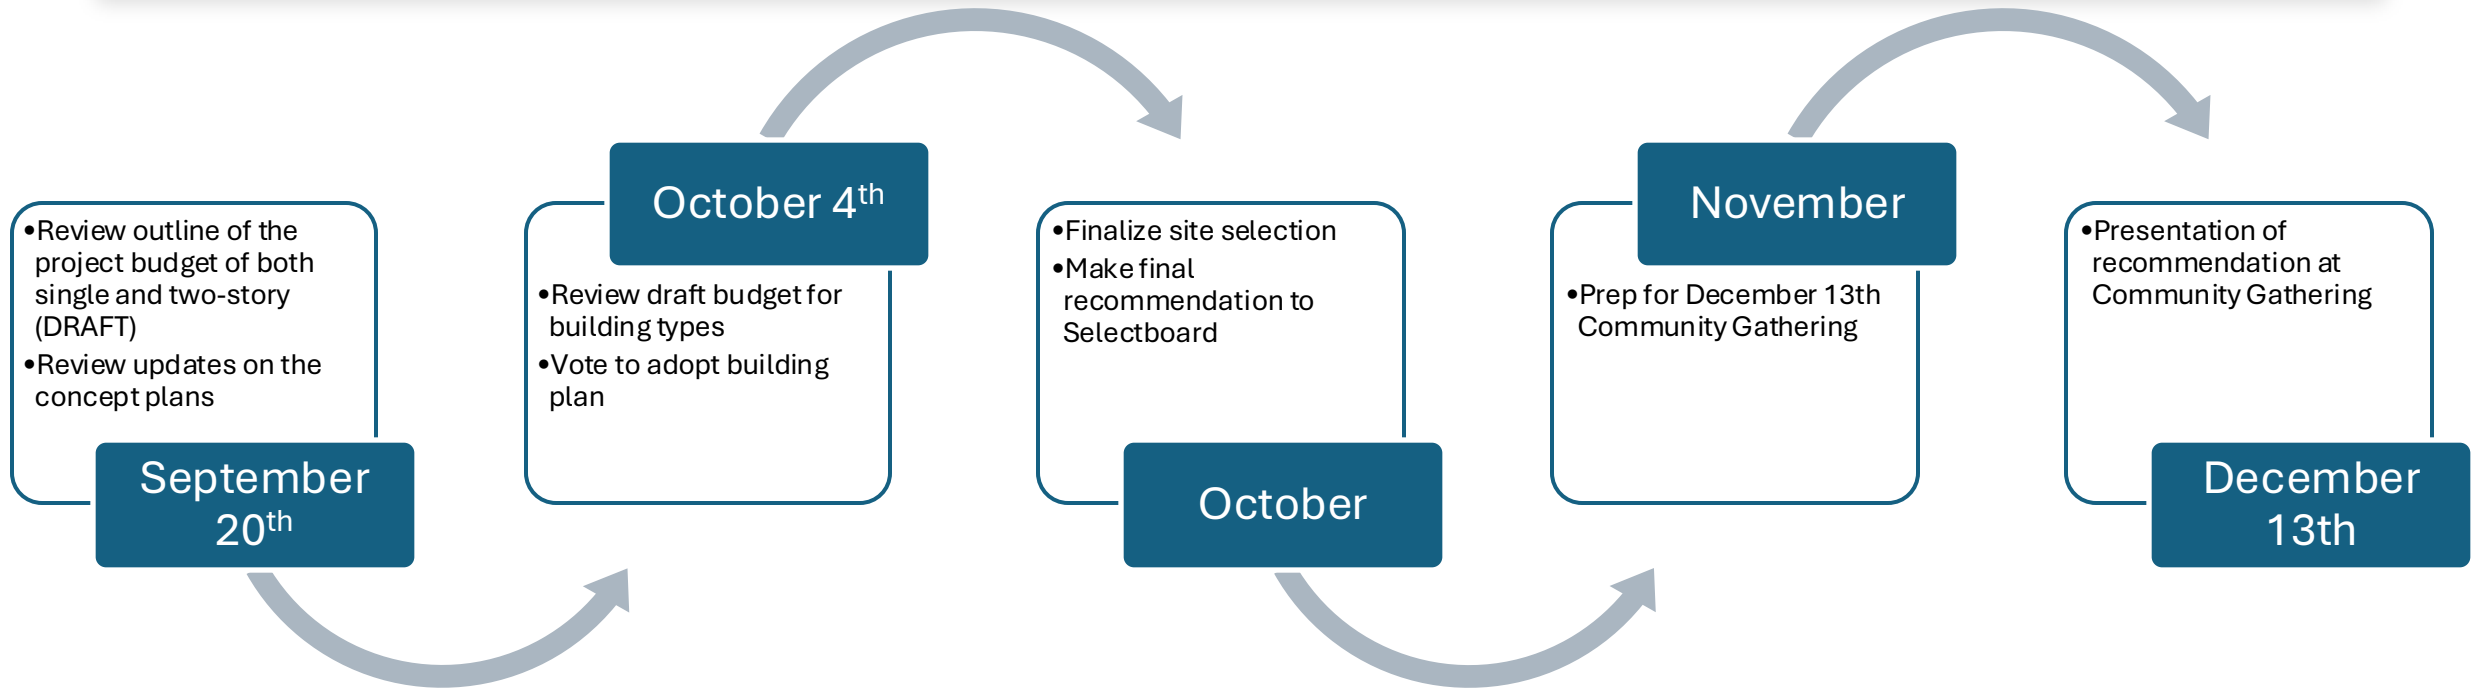 •Review outline of the
project budget of both
single and two-story
(DRAFT)
•Review updates on the
concept plans
September
20th
October 4th
•Review draft budget for
building types
•Vote to adopt building
plan
•Finalize site selection
•Make final
recommendation to
Selectboard
October
November
•Prep for December 13th
Community Gathering
•Presentation of
recommendation at
Community Gathering
December
13th